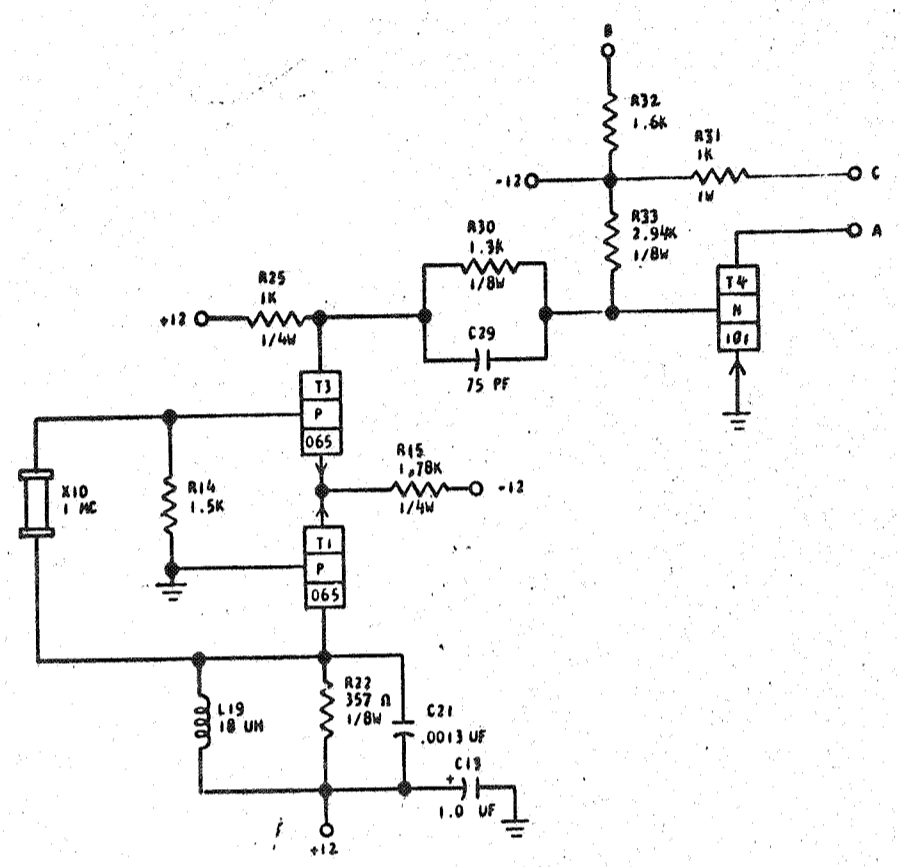 B
R32
1.6K
R31
1K
1W
-12
C
R33
2.94K
1/8W
A
R30
1.3K
1/8W
R25
1K
+12
1/4W
C29
75 PF
T4
N
101
T3
P
065
R15
1.78K
1/4W
-12
X10
1 MC
R14
1.5K
T1
P
065
L19
18 UH
R22
357 Ω
1/8W
C21
.0013 UF
+
1.0 UF
+12